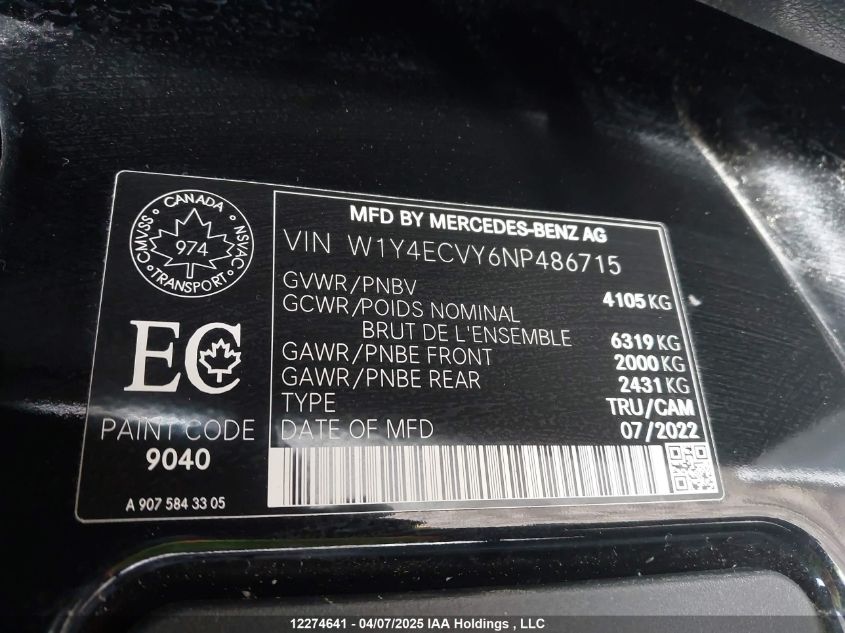 CANADA
CMVSS
NSVAC
974
TRANSPORT
MFD BY MERCEDES-BENZ AG
VIN W1Y4ECVY6NP486715
GVWR/PNBV 4105 KG
GCWR/POIDS NOMINAL
BRUT DE L'ENSEMBLE 6319 KG
GAWR/PNBE FRONT 2000 KG
GAWR/PNBE REAR 2431 KG
TYPE TRU/CAM
DATE OF MFD 07/2022
EC
PAINT CODE
9040
A 907 584 33 05
12274641 - 04/07/2025 IAA Holdings , LLC